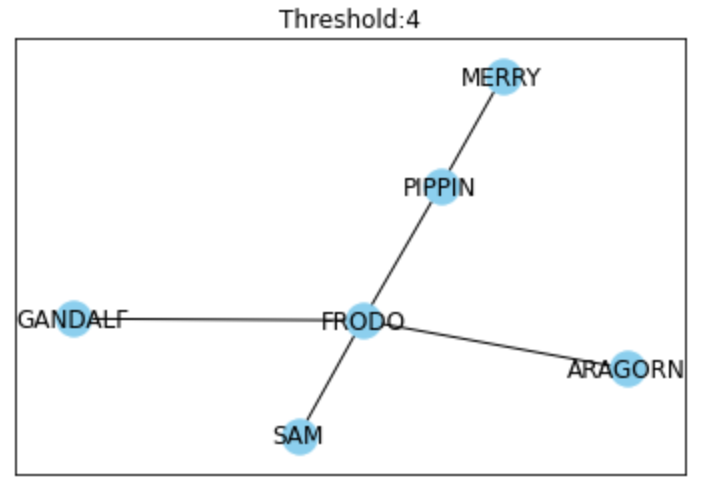 Threshold:4
MERRY
PIPPIN
GANDALF
FRODO
ARAGORN
SAM